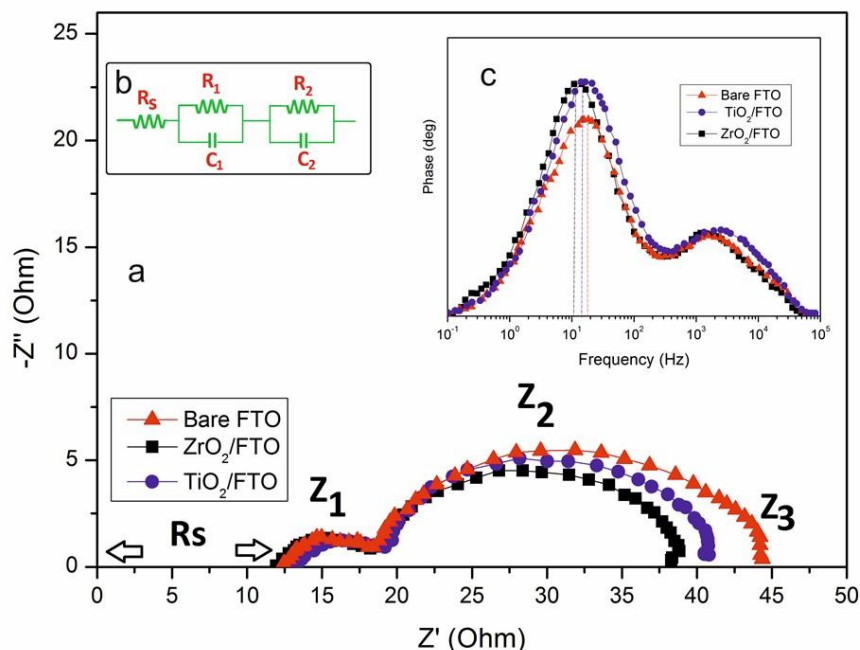 b
Rs R1 R2
C1 C2
c
Bare FTO
TiO2/FTO
ZrO2/FTO
Phase (deg)
10^-1 10^0 10^1 10^2 10^3 10^4 10^5
Frequency (Hz)
a
-Z'' (Ohm)
25
20
15
10
5
0
Bare FTO
ZrO2/FTO
TiO2/FTO
Z1
Z2
Z3
Rs
0 5 10 15 20 25 30 35 40 45 50
Z' (Ohm)